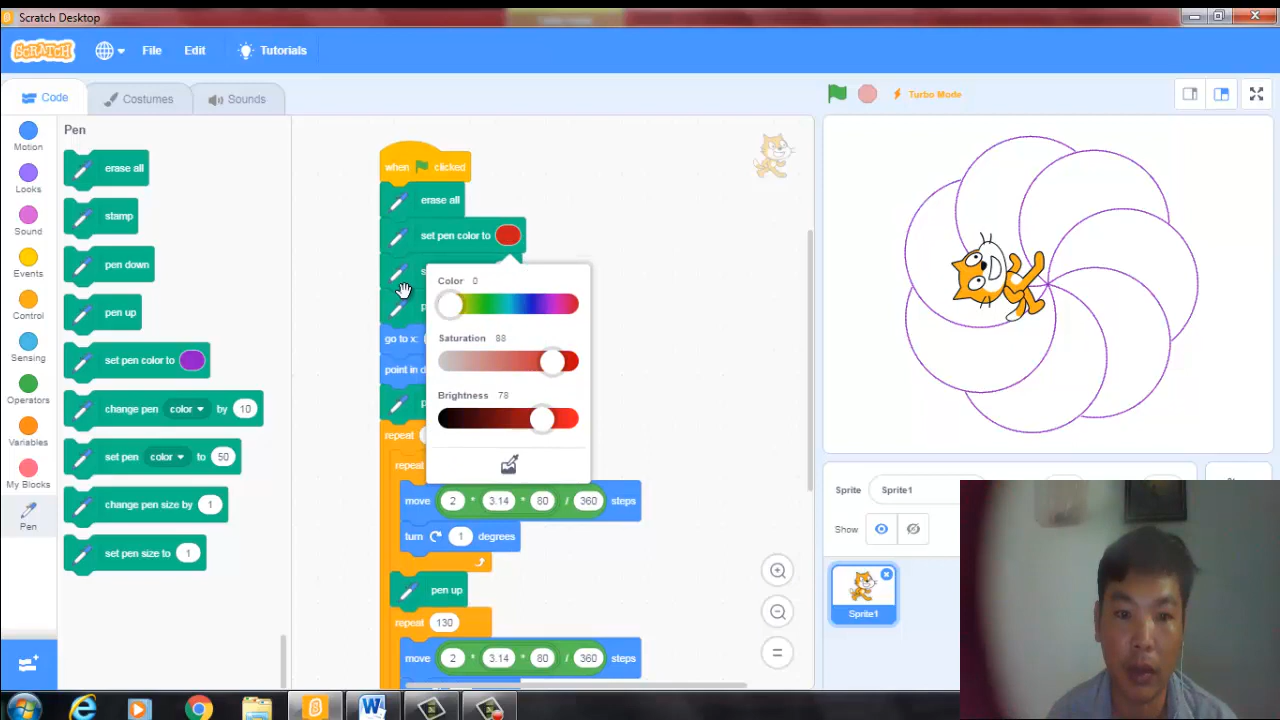 Scratch Desktop
SCRATCH
File
Edit
Tutorials
Code
Costumes
Sounds
Turbo Mode
Motion
Looks
Sound
Events
Control
Sensing
Operators
Variables
My Blocks
Pen
Pen
erase all
stamp
pen down
pen up
set pen color to
change pen color by 10
set pen color to 50
change pen size by 1
set pen size to 1
when clicked
erase all
set pen color to
s
p
go to x:
point in d
p
repeat
repeat
move 2 * 3.14 * 80 / 360 steps
turn 1 degrees
pen up
repeat 130
move 2 * 3.14 * 80 / 360 steps
Color 0
Saturation 88
Brightness 78
Sprite Sprite1
Show
Sprite1